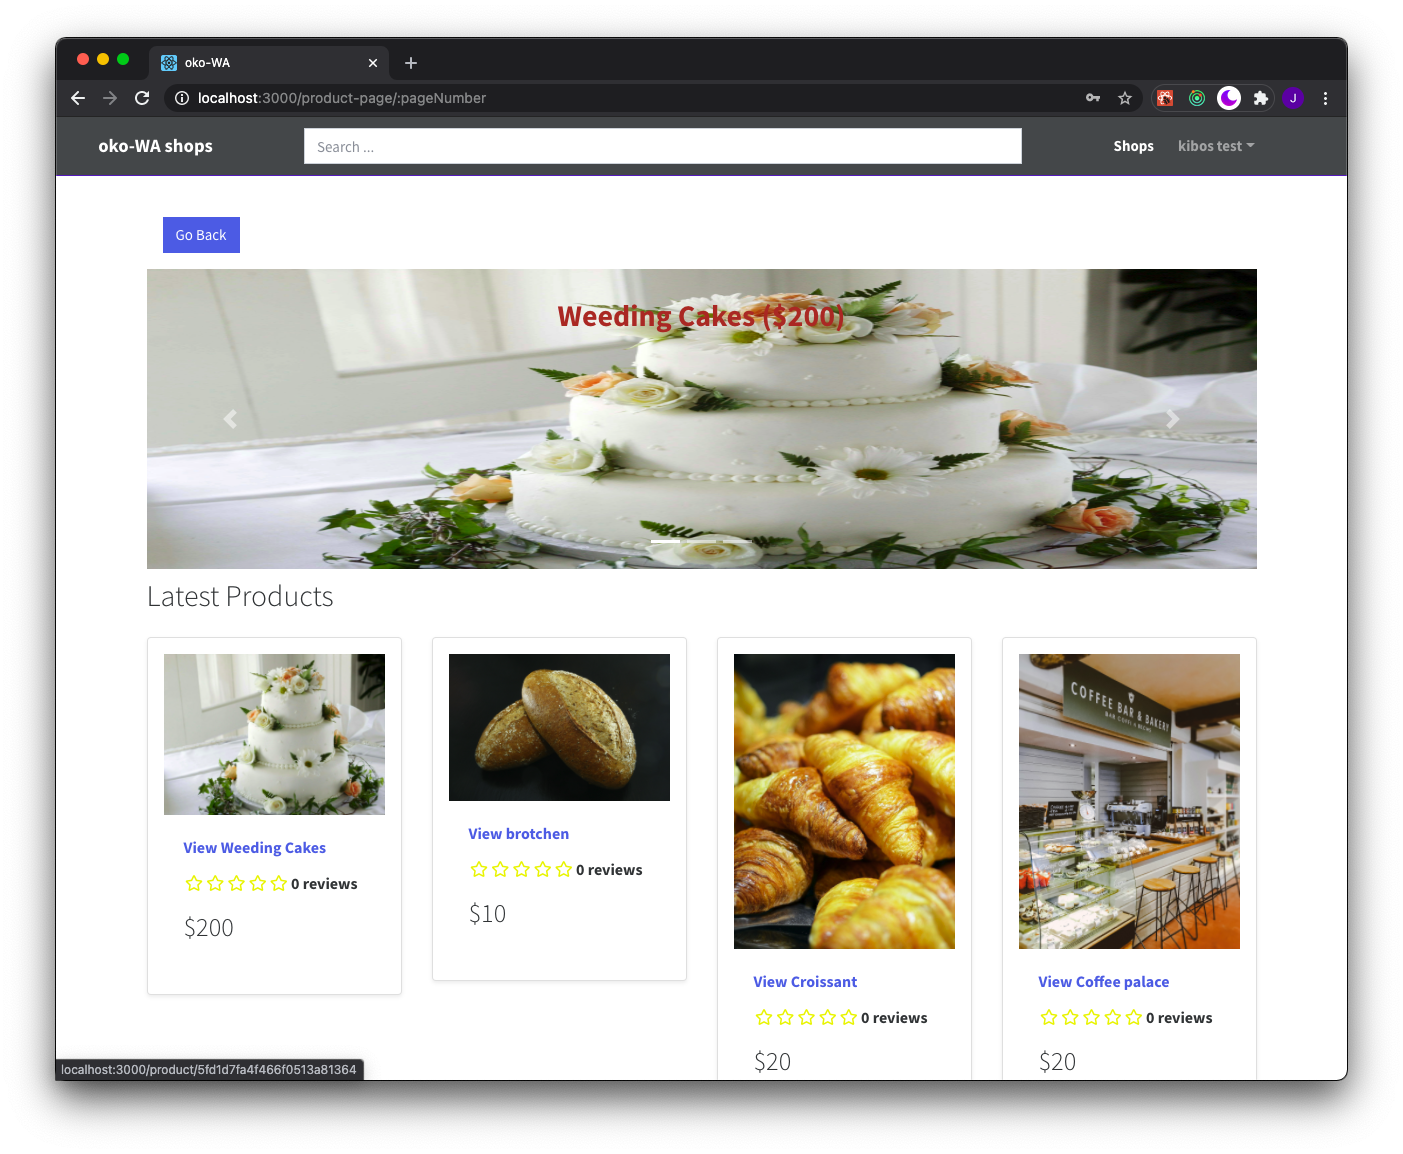 oko-WA
localhost:3000/product-page/:pageNumber
J
oko-WA shops
Search ...
Shops
kibos test
Go Back
Weeding Cakes ($200)
Latest Products
View Weeding Cakes
0 reviews
$200
View brotchen
0 reviews
$10
View Croissant
0 reviews
$20
COFFEE BAR & BAKERY
View Coffee palace
0 reviews
$20
localhost:3000/product/5fd1d7fa4f466f0513a81364